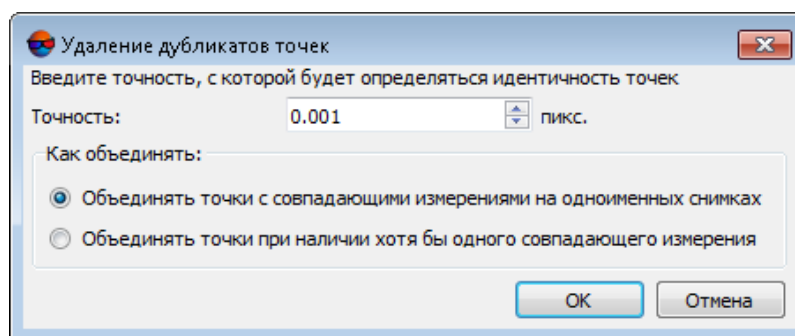 Удаление дубликатов точек
Введите точность, с которой будет определяться идентичность точек
Точность: 0.001 пикс.
Как объединять:
Объединять точки с совпадающими измерениями на одноименных снимках
Объединять точки при наличии хотя бы одного совпадающего измерения
OK Отмена